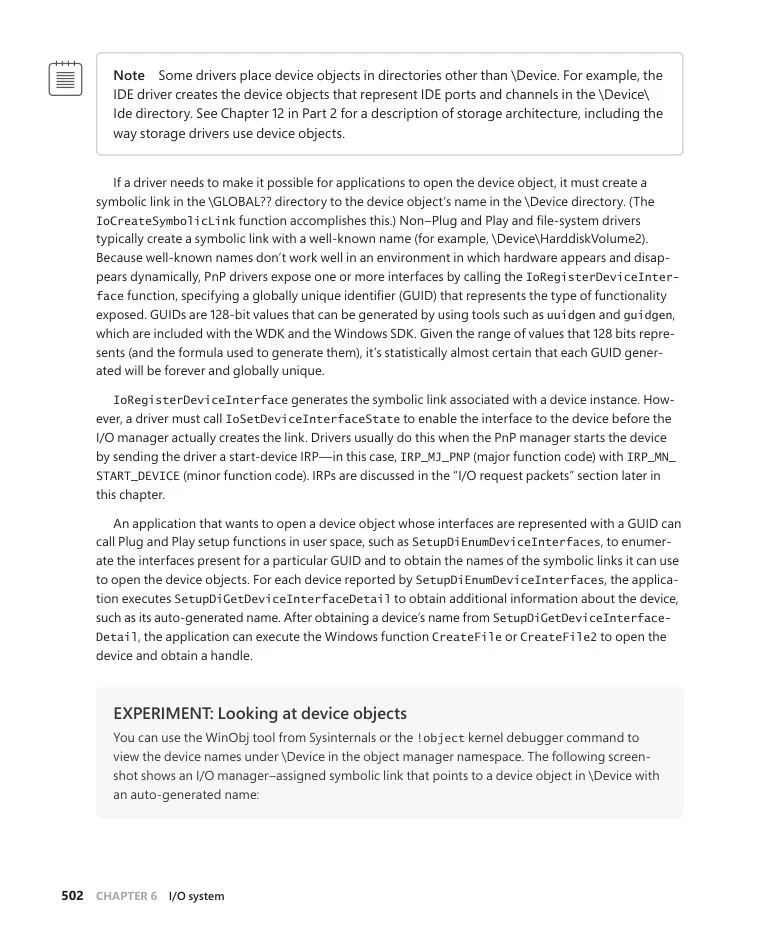 Note Some drivers place device objects in directories other than \Device. For example, the
IDE driver creates the device objects that represent IDE ports and channels in the \Device\
Ide directory. See Chapter 12 in Part 2 for a description of storage architecture, including the
way storage drivers use device objects.
If a driver needs to make it possible for applications to open the device object, it must create a
symbolic link in the \GLOBAL?? directory to the device object’s name in the \Device directory. (The
IoCreateSymbolicLink function accomplishes this.) Non–Plug and Play and file-system drivers
typically create a symbolic link with a well-known name (for example, \Device\HarddiskVolume2).
Because well-known names don’t work well in an environment in which hardware appears and disap-
pears dynamically, PnP drivers expose one or more interfaces by calling the IoRegisterDeviceInter-
face function, specifying a globally unique identifier (GUID) that represents the type of functionality
exposed. GUIDs are 128-bit values that can be generated by using tools such as uuidgen and guidgen,
which are included with the WDK and the Windows SDK. Given the range of values that 128 bits repre-
sents (and the formula used to generate them), it’s statistically almost certain that each GUID gener-
ated will be forever and globally unique.
IoRegisterDeviceInterface generates the symbolic link associated with a device instance. How-
ever, a driver must call IoSetDeviceInterfaceState to enable the interface to the device before the
I/O manager actually creates the link. Drivers usually do this when the PnP manager starts the device
by sending the driver a start-device IRP—in this case, IRP_MJ_PNP (major function code) with IRP_MN_
START_DEVICE (minor function code). IRPs are discussed in the “I/O request packets” section later in
this chapter.
An application that wants to open a device object whose interfaces are represented with a GUID can
call Plug and Play setup functions in user space, such as SetupDiEnumDeviceInterfaces, to enumer-
ate the interfaces present for a particular GUID and to obtain the names of the symbolic links it can use
to open the device objects. For each device reported by SetupDiEnumDeviceInterfaces, the applica-
tion executes SetupDiGetDeviceInterfaceDetail to obtain additional information about the device,
such as its auto-generated name. After obtaining a device’s name from SetupDiGetDeviceInterface-
Detail, the application can execute the Windows function CreateFile or CreateFile2 to open the
device and obtain a handle.
EXPERIMENT: Looking at device objects
You can use the WinObj tool from Sysinternals or the !object kernel debugger command to
view the device names under \Device in the object manager namespace. The following screen-
shot shows an I/O manager–assigned symbolic link that points to a device object in \Device with
an auto-generated name:
502 CHAPTER 6 I/O system